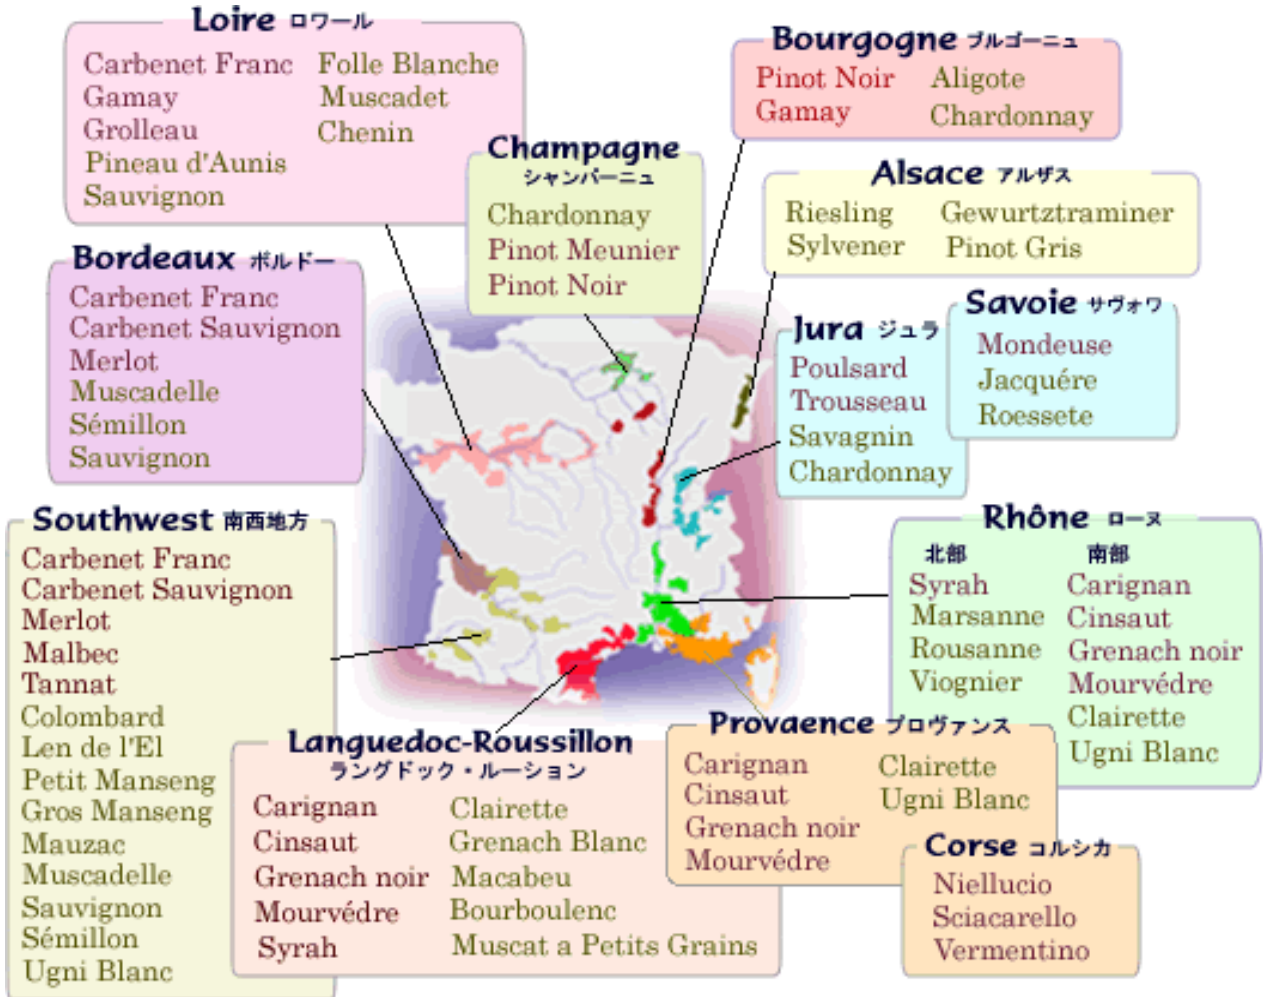 Loire ロワール
Carbenet Franc
Gamay
Grolleau
Pineau d'Aunis
Sauvignon
Folle Blanche
Muscadet
Chenin
Bourgogne ブルゴーニュ
Pinot Noir
Gamay
Aligote
Chardonnay
Champagne
シャンパーニュ
Chardonnay
Pinot Meunier
Pinot Noir
Alsace アルザス
Riesling
Sylvener
Gewurtztraminer
Pinot Gris
Bordeaux ボルドー
Carbenet Franc
Carbenet Sauvignon
Merlot
Muscadelle
Sémillon
Sauvignon
Jura ジュラ
Poulsard
Trousseau
Savagnin
Chardonnay
Savoie サヴォワ
Mondeuse
Jacquére
Roessete
Southwest 南西地方
Carbenet Franc
Carbenet Sauvignon
Merlot
Malbec
Tannat
Colombard
Len de l'El
Petit Manseng
Gros Manseng
Mauzac
Muscadelle
Sauvignon
Sémillon
Ugni Blanc
Rhône ローヌ
北部
Syrah
Marsanne
Rousanne
Viognier
南部
Carignan
Cinsaut
Grenach noir
Mourvédre
Clairette
Ugni Blanc
Languedoc-Roussillon
ラングドック・ルーション
Carignan
Cinsaut
Grenach noir
Mourvédre
Syrah
Clairette
Grenach Blanc
Macabeu
Bourboulenc
Muscat a Petits Grains
Provaence プロヴァンス
Carignan
Cinsaut
Grenach noir
Mourvédre
Clairette
Ugni Blanc
Corse コルシカ
Niellucio
Sciacarello
Vermentino